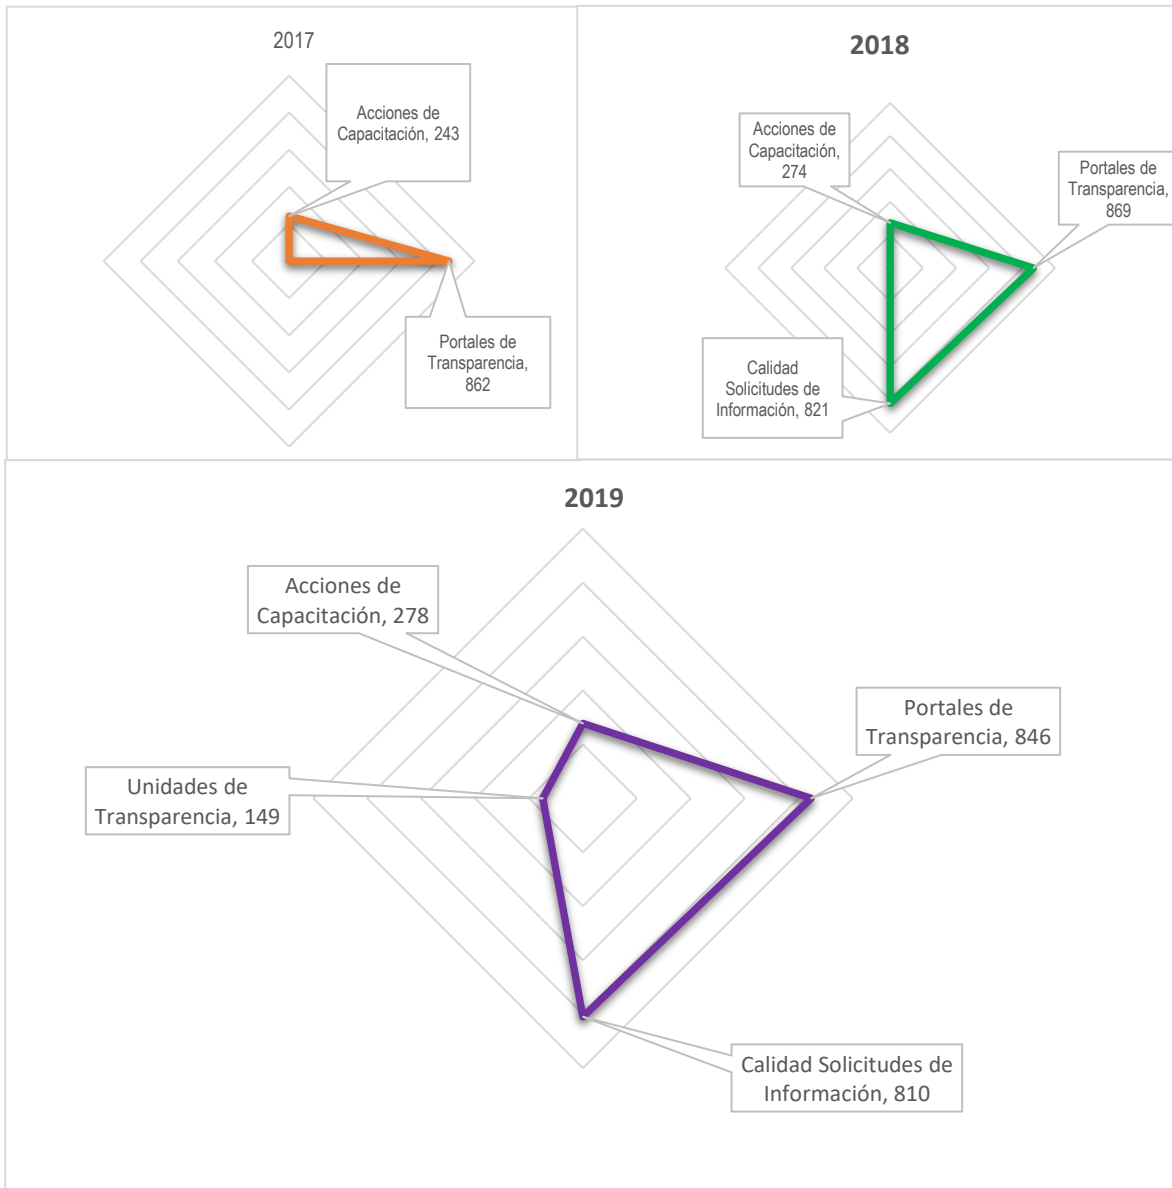 2017
Acciones de
Capacitación, 243
Portales de
Transparencia,
862
2018
Acciones de
Capacitación,
274
Portales de
Transparencia,
869
Calidad
Solicitudes de
Información, 821
2019
Acciones de
Capacitación, 278
Portales de
Transparencia, 846
Unidades de
Transparencia, 149
Calidad Solicitudes de
Información, 810